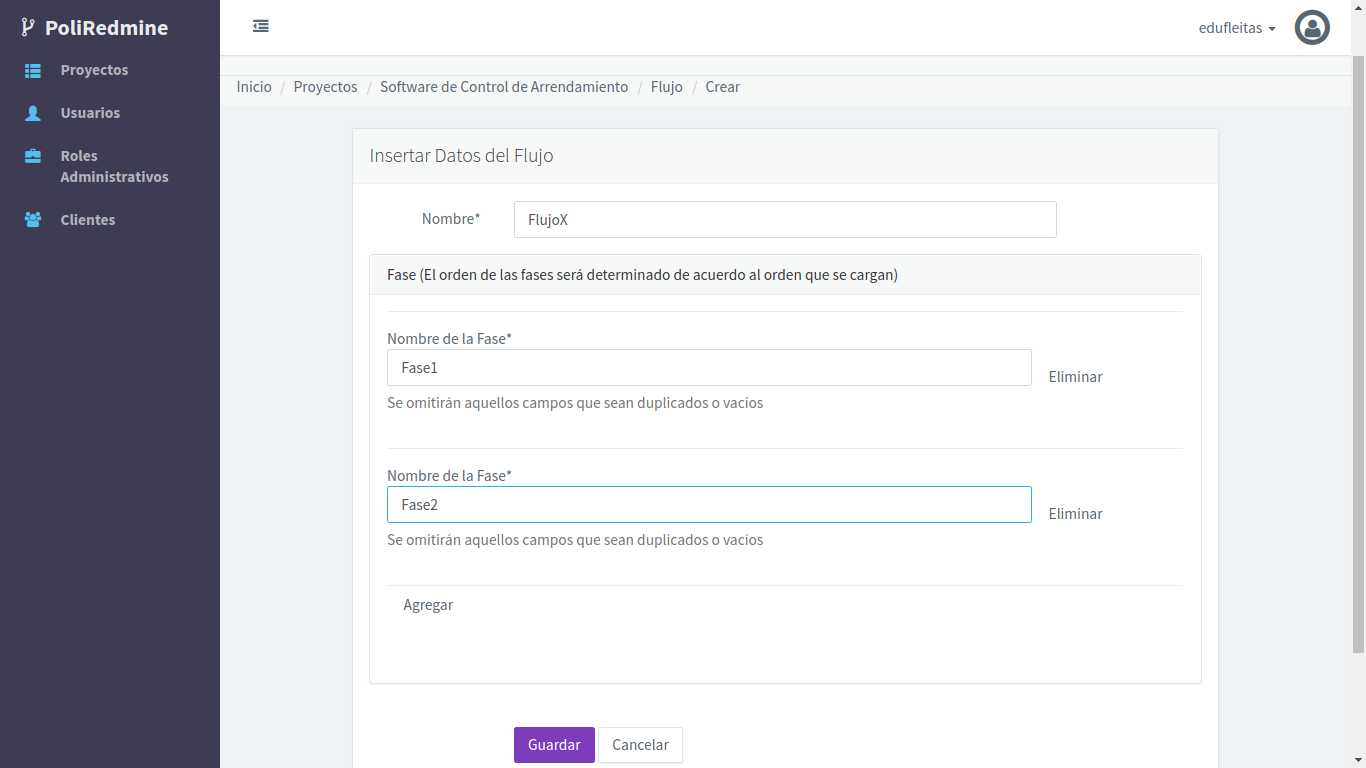 PoliRedmine
Proyectos
Usuarios
Roles
Administrativos
Clientes
edufleitas
Inicio / Proyectos / Software de Control de Arrendamiento / Flujo / Crear
Insertar Datos del Flujo
Nombre* FlujoX
Fase (El orden de las fases será determinado de acuerdo al orden que se cargan)
Nombre de la Fase*
Fase1
Eliminar
Se omitirán aquellos campos que sean duplicados o vacíos
Nombre de la Fase*
Fase2
Eliminar
Se omitirán aquellos campos que sean duplicados o vacíos
Agregar
Guardar Cancelar